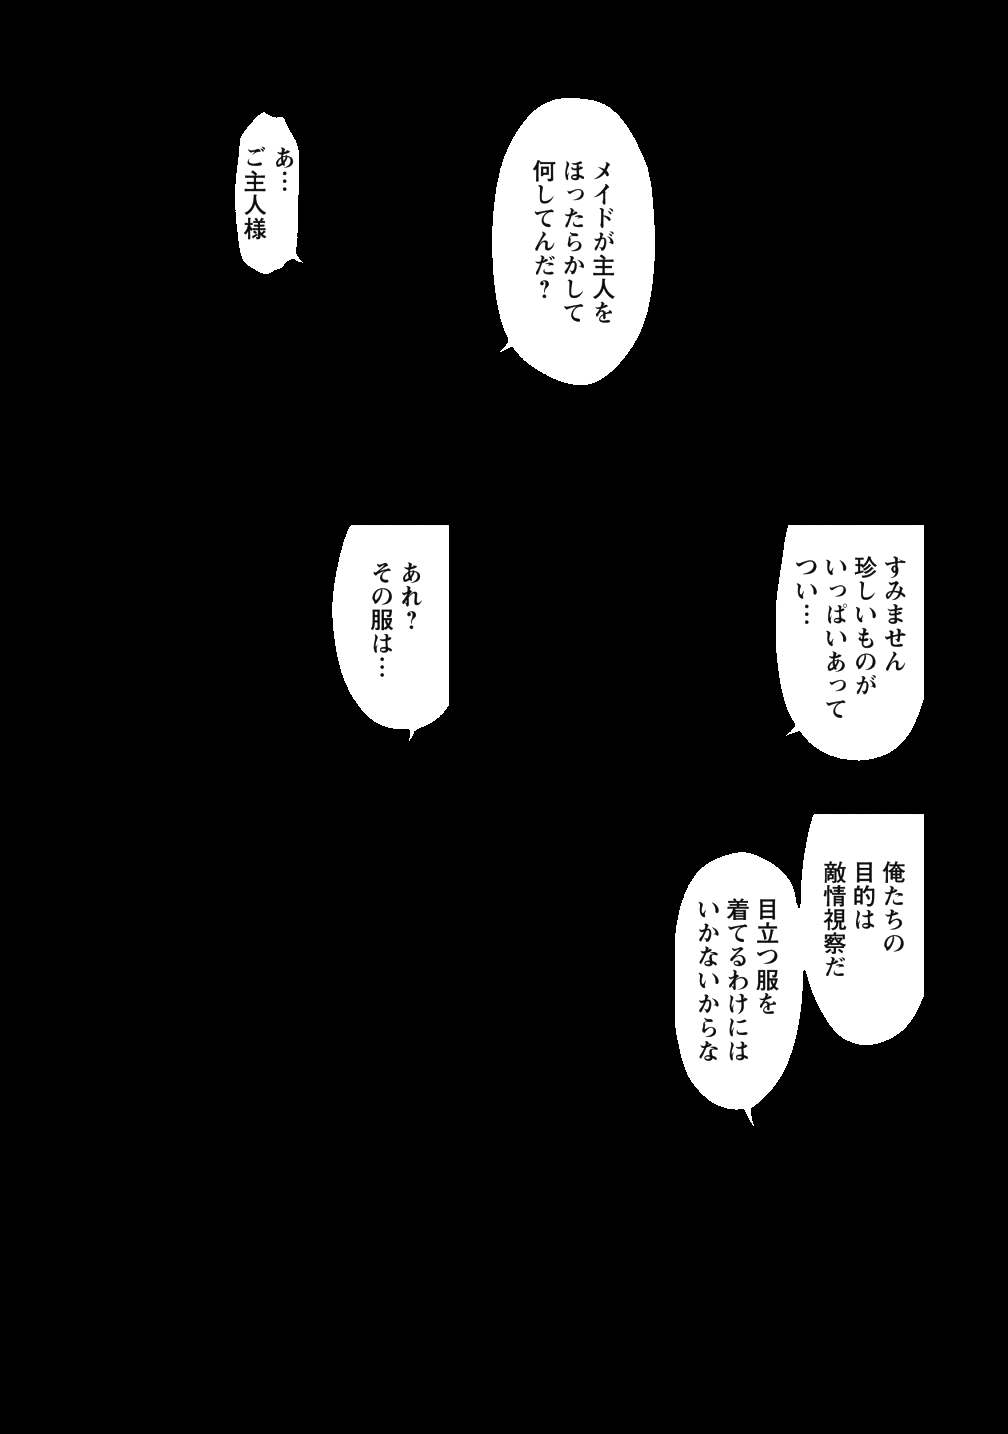 メイドが主人を
ほったらかして
何してんだ？
あ…
ご主人様
すみません
珍しいものが
いっぱいあって
つい…
あれ？
その服は…
俺たちの
目的は
敵情視察だ
目立つ服を
着てるわけには
いかないからな